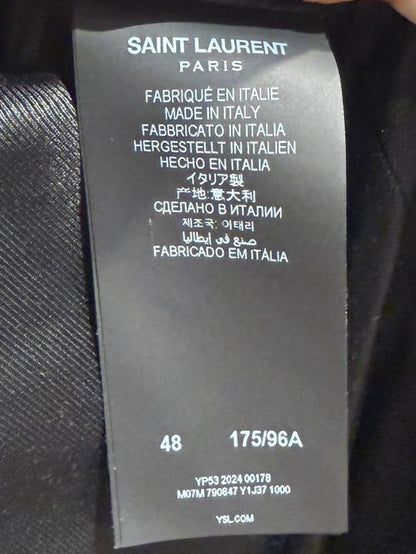 SAINT LAURENT
PARIS
FABRIQUÉ EN ITALIE
MADE IN ITALY
FABBRICATO IN ITALIA
HERGESTELLT IN ITALIEN
HECHO EN ITALIA
イタリア製
产地:意大利
СДЕЛАНО В ИТАЛИИ
제조국: 이태리
صنع في إيطاليا
FABRICADO EM ITÁLIA
48 175/96A
YP53 2024 00178
M07M 790847 Y1J37 1000
YSL.COM